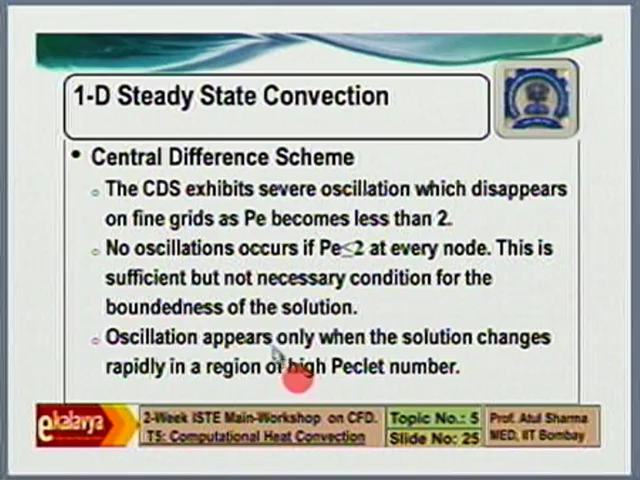 1-D Steady State Convection
• Central Difference Scheme
The CDS exhibits severe oscillation which disappears
on fine grids as Pe becomes less than 2.
No oscillations occurs if Pe≤2 at every node. This is
sufficient but not necessary condition for the
boundedness of the solution.
Oscillation appears only when the solution changes
rapidly in a region of high Peclet number.
ekalavya
2-Week ISTE Main-Workshop on CFD.
T5: Computational Heat Convection
Topic No.: 5
Slide No: 25
Prof. Atul Sharma
MED, IIT Bombay